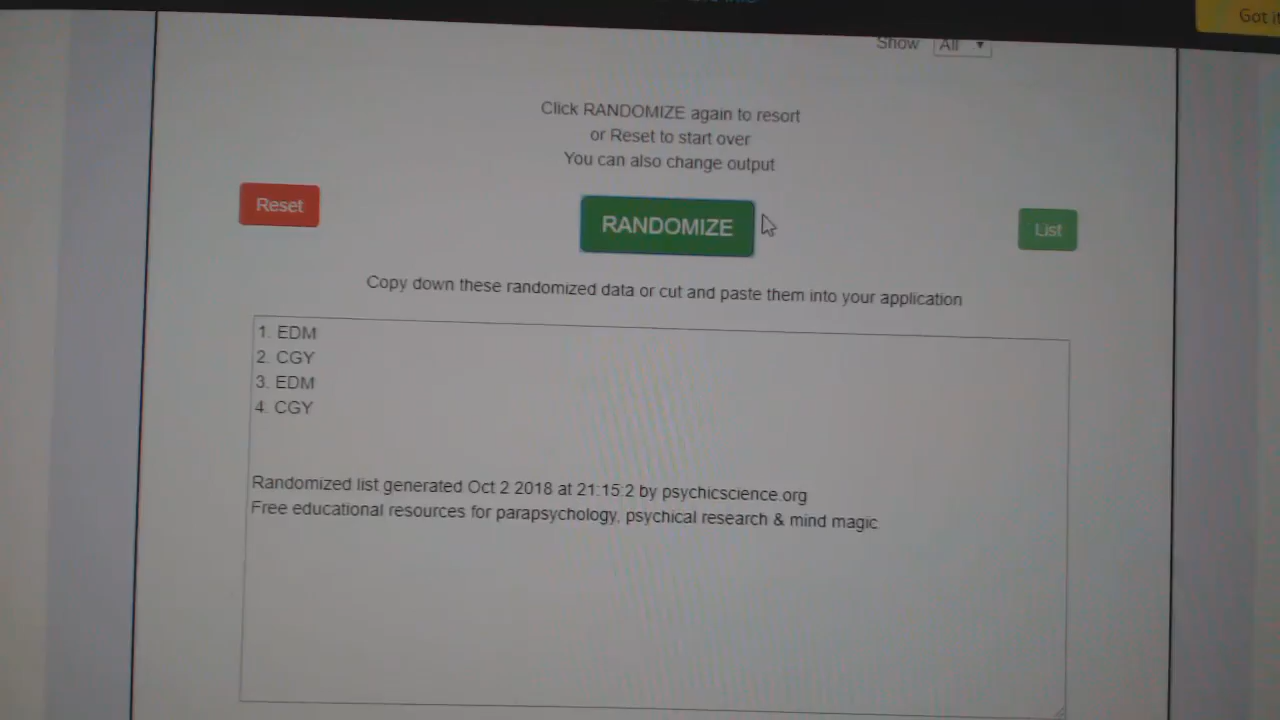 Got it
Show All
Click RANDOMIZE again to resort
or Reset to start over
You can also change output
Reset
RANDOMIZE
List
Copy down these randomized data or cut and paste them into your application
1. EDM
2. CGY
3. EDM
4. CGY
Randomized list generated Oct 2 2018 at 21:15:2 by psychicscience.org
Free educational resources for parapsychology, psychical research & mind magic